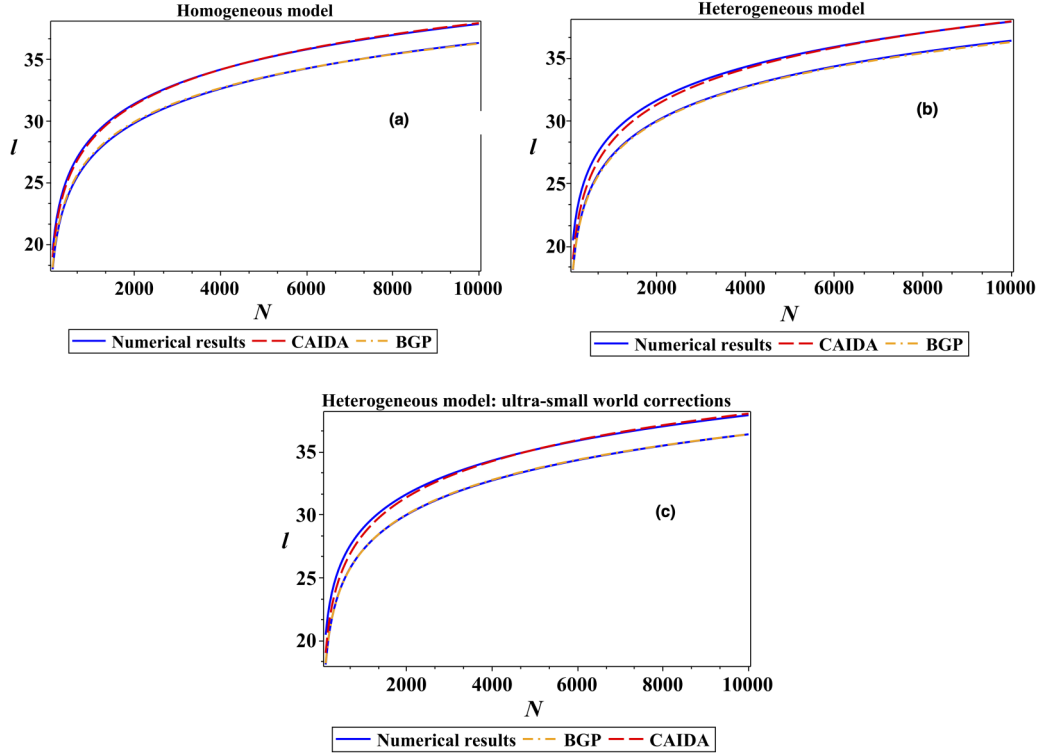 Homogeneous model
35
30
25
20
l
(a)
2000 4000 6000 8000 10000
N
Numerical results CAIDA BGP
Heterogeneous model
35
30
25
20
l
(b)
2000 4000 6000 8000 10000
N
Numerical results CAIDA BGP
Heterogeneous model: ultra-small world corrections
35
30
25
20
l
(c)
2000 4000 6000 8000 10000
N
Numerical results BGP CAIDA